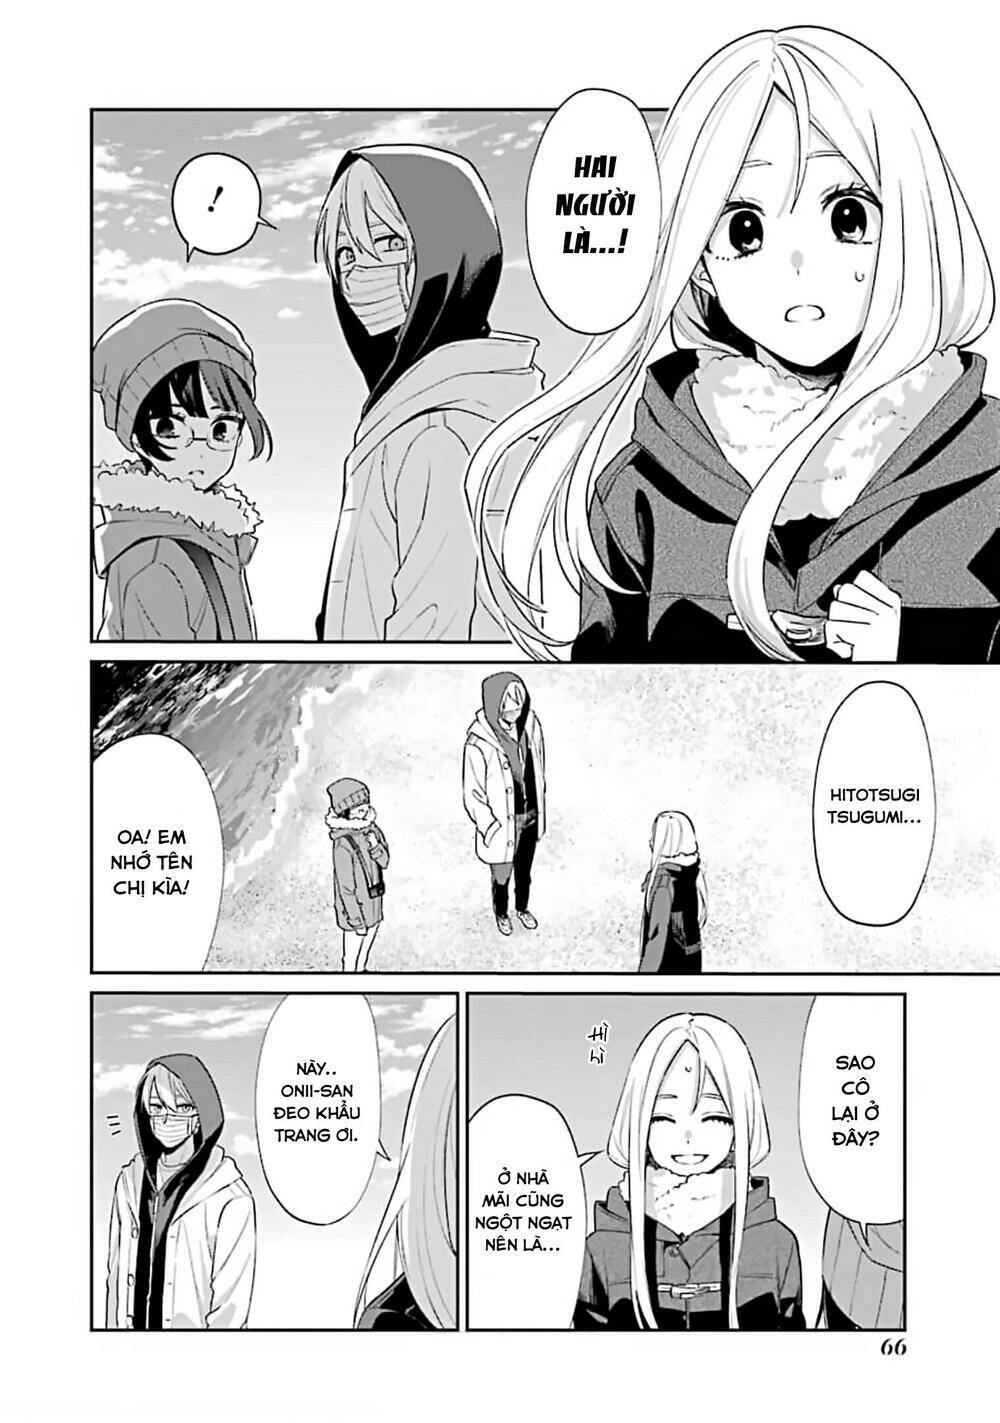 HAI
NGƯỜI
LÀ...!
!
HITOTSUGI
TSUGUMI...
OA! EM
NHỚ TÊN
CHỊ KÌA!
SAO
CÔ
LẠI Ở
ĐÂY?
HÌ
HÌ
Ở NHÀ
MÃI CŨNG
NGỘT NGẠT
NÊN LÀ...
NÀY..
ONII-SAN
ĐEO KHẨU
TRANG ƠI.
66